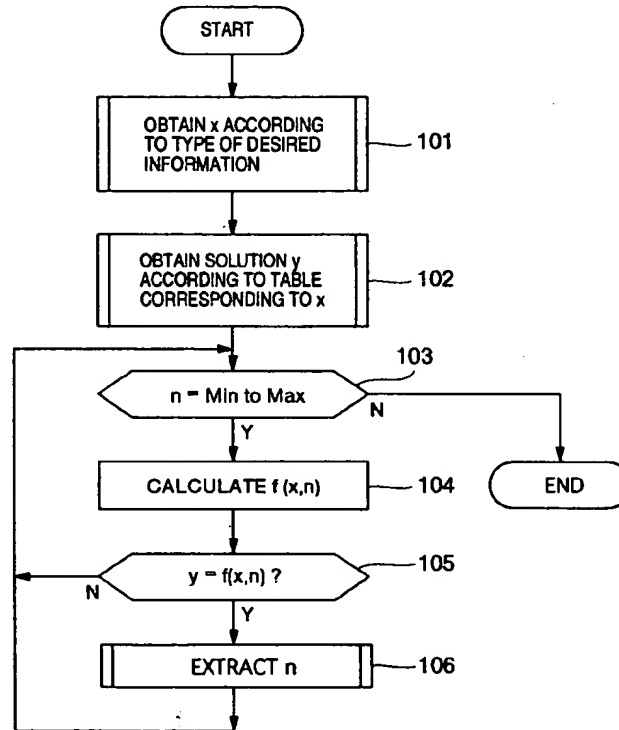 START
OBTAIN x ACCORDING
TO TYPE OF DESIRED
INFORMATION
101
OBTAIN SOLUTION y
ACCORDING TO TABLE
CORRESPONDING TO x
102
103
n = Min to Max
N
Y
CALCULATE f (x,n)
104
END
105
y = f(x,n) ?
N
Y
EXTRACT n
106